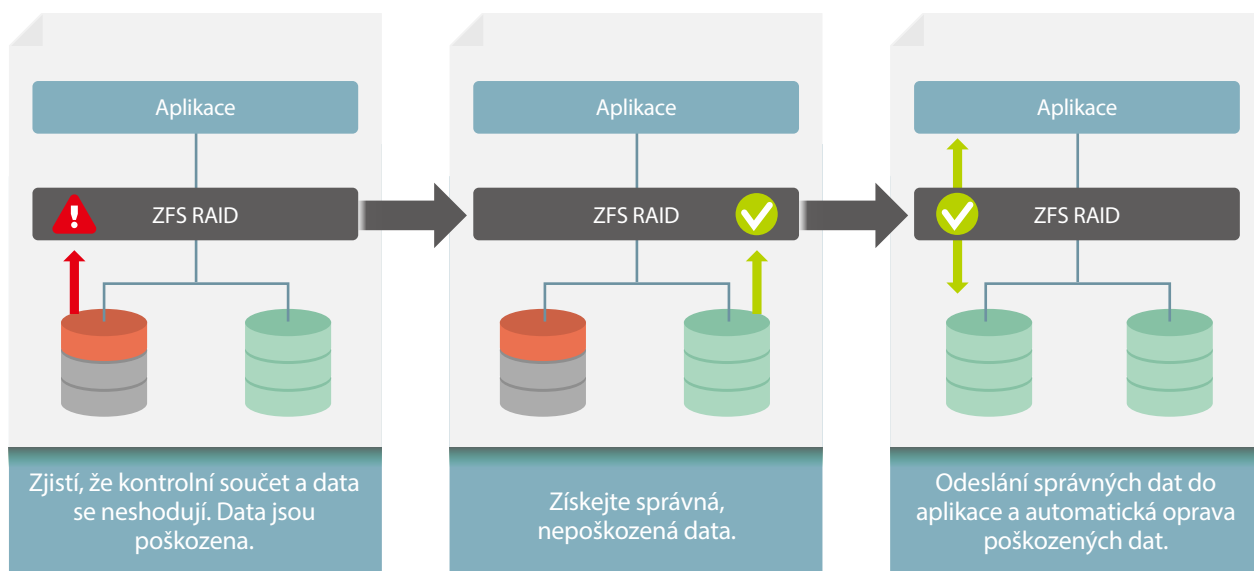 Aplikace
ZFS RAID
Zjistí, že kontrolní součet a data
se neshodují. Data jsou
poškozena.
Aplikace
ZFS RAID
Získejte správná,
nepoškozená data.
Aplikace
ZFS RAID
Odeslání správných dat do
aplikace a automatická oprava
poškozených dat.